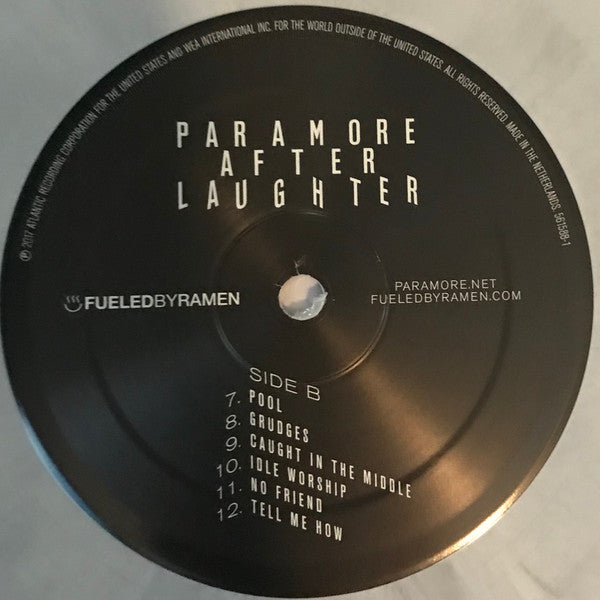 ℗ 2017 ATLANTIC RECORDING CORPORATION FOR THE UNITED STATES AND WEA INTERNATIONAL INC. FOR THE WORLD OUTSIDE OF THE UNITED STATES. ALL RIGHTS RESERVED. MADE IN THE NETHERLANDS. 561588-1
PARAMORE
AFTER
LAUGHTER
FUELEDBYRAMEN
PARAMORE.NET
FUELEDBYRAMEN.COM
SIDE B
7. POOL
8. GRUDGES
9. CAUGHT IN THE MIDDLE
10. IDLE WORSHIP
11. NO FRIEND
12. TELL ME HOW